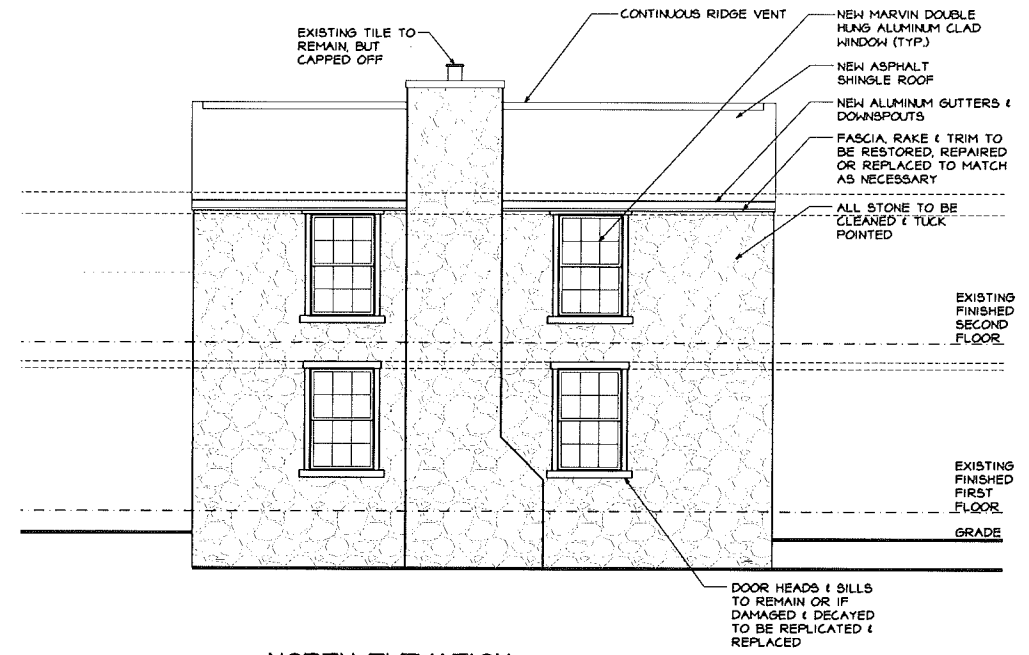 CONTINUOUS RIDGE VENT
EXISTING TILE TO
REMAIN, BUT
CAPPED OFF
NEW MARVIN DOUBLE
HUNG ALUMINUM CLAD
WINDOW (TYP.)
NEW ASPHALT
SHINGLE ROOF
NEW ALUMINUM GUTTERS &
DOWNSPOUTS
FASCIA, RAKE & TRIM TO
BE RESTORED, REPAIRED
OR REPLACED TO MATCH
AS NECESSARY
ALL STONE TO BE
CLEANED & TUCK
POINTED
EXISTING
FINISHED
SECOND
FLOOR
EXISTING
FINISHED
FIRST
FLOOR
GRADE
DOOR HEADS & SILLS
TO REMAIN OR IF
DAMAGED & DECAYED
TO BE REPLICATED &
REPLACED
NORTH ELEVATION